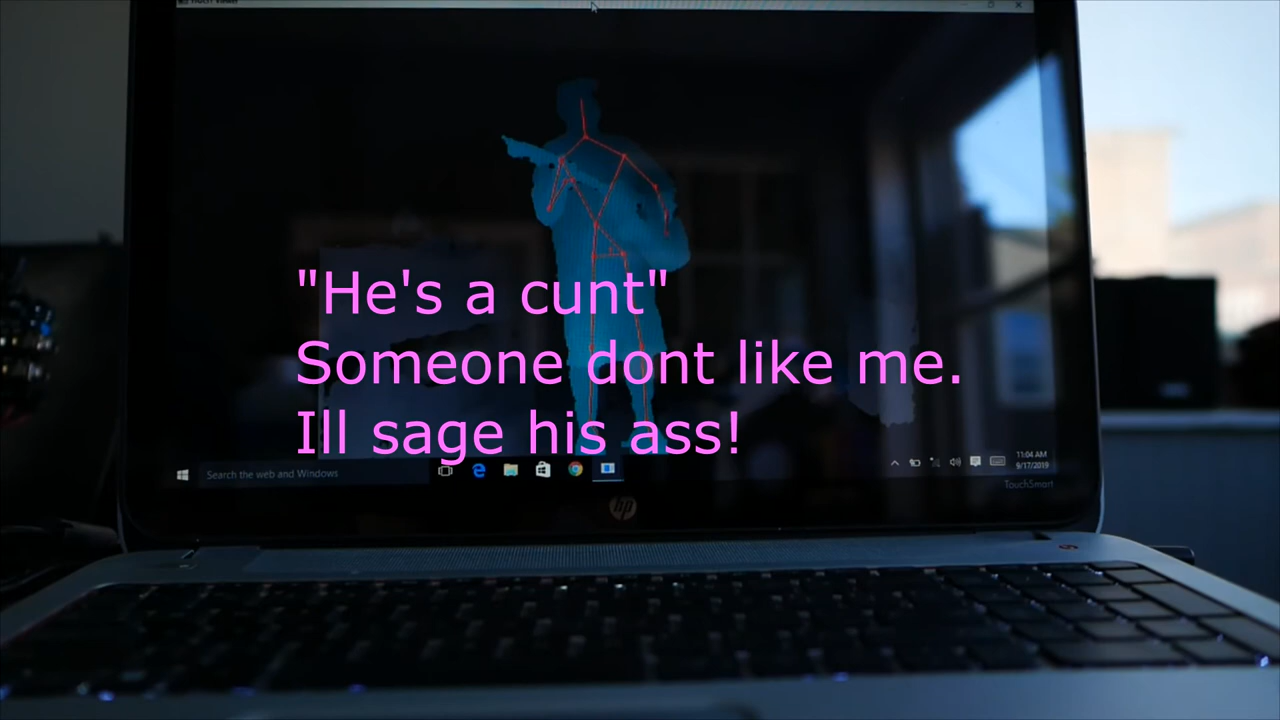 "He's a cunt"
Someone dont like me.
Ill sage his ass!
Search the web and Windows
11:04 AM
9/17/2019
TouchSmart
hp